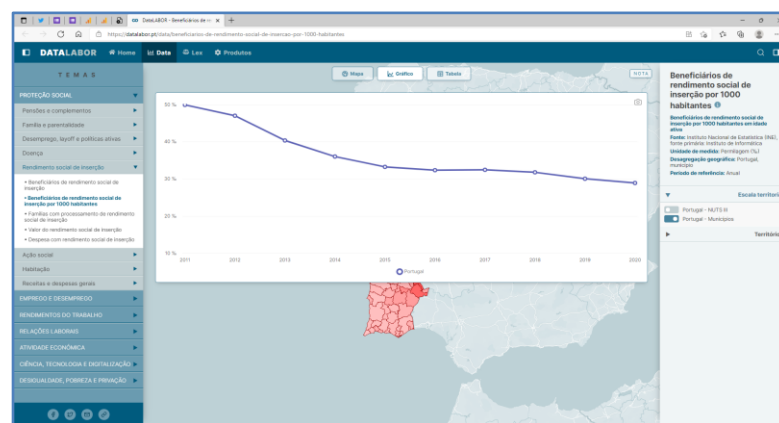 DataLABOR - Beneficiários de
https://datalabor.pt/data/beneficiarios-de-rendimento-social-de-insercao-por-1000-habitantes
DATALABOR
Home
Data
Lex
Produtos
TEMAS
PROTEÇÃO SOCIAL
Pensões e complementos
Família e parentalidade
Desemprego, layoff e políticas ativas
Doença
Rendimento social de inserção
• Beneficiários de rendimento social de
inserção
• Beneficiários de rendimento social de
inserção por 1000 habitantes
• Famílias com processamento de rendimento
social de inserção
• Valor do rendimento social de inserção
• Despesa com rendimento social de inserção
Ação social
Habitação
Receitas e despesas gerais
EMPREGO E DESEMPREGO
RENDIMENTOS DO TRABALHO
RELAÇÕES LABORAIS
ATIVIDADE ECONÓMICA
CIÊNCIA, TECNOLOGIA E DIGITALIZAÇÃO
DESIGUALDADE, POBREZA E PRIVAÇÃO
Mapa
Gráfico
Tabela
NOTA
50 ‰
40 ‰
30 ‰
20 ‰
10 ‰
2011 2012 2013 2014 2015 2016 2017 2018 2019 2020
Portugal
Beneficiários de
rendimento social de
inserção por 1000
habitantes
Beneficiários de rendimento social de
inserção por 1000 habitantes em idade
ativa
Fonte: Instituto Nacional de Estatística (INE),
fonte primária: Instituto de Informática
Unidade de medida: Permilagem (‰)
Desagregação geográfica: Portugal,
município
Período de referência: Anual
Escala territori
Portugal - NUTS III
Portugal - Municípios
Território